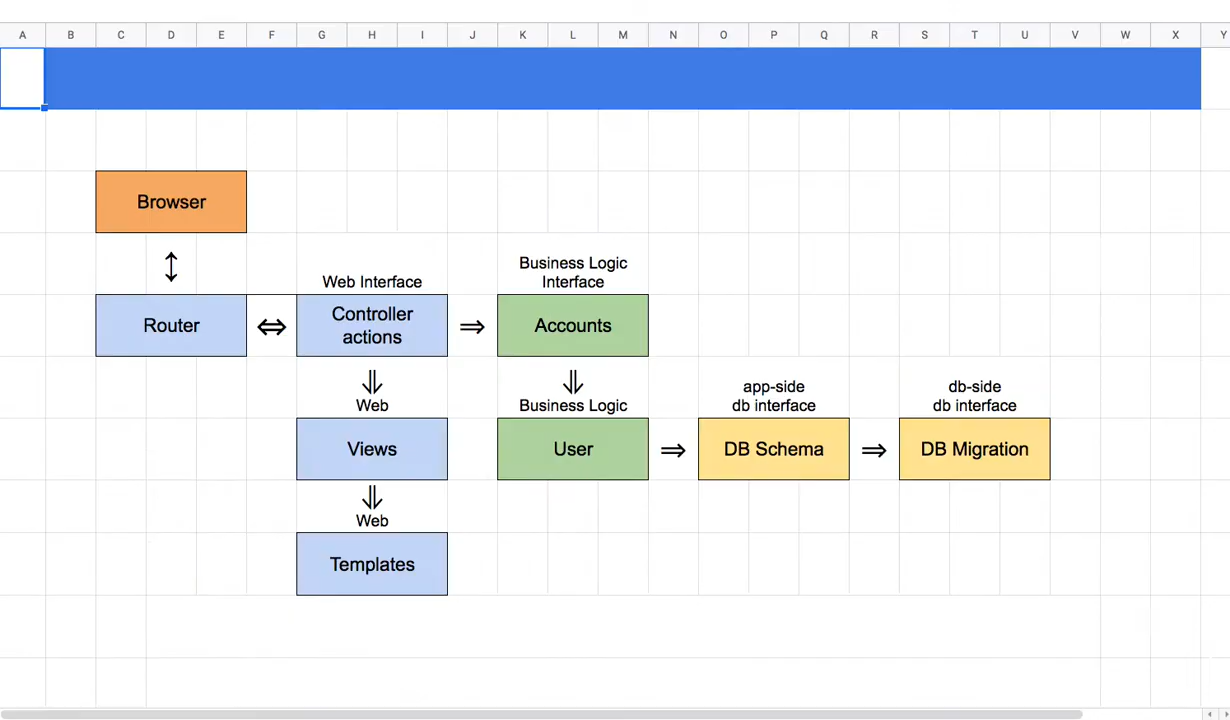 A B C D E F G H I J K L M N O P Q R S T U V W X Y
Browser
Business Logic
Interface
Web Interface
Router
Controller
actions
Accounts
Web
Business Logic
app-side
db interface
db-side
db interface
Views
User
DB Schema
DB Migration
Web
Templates